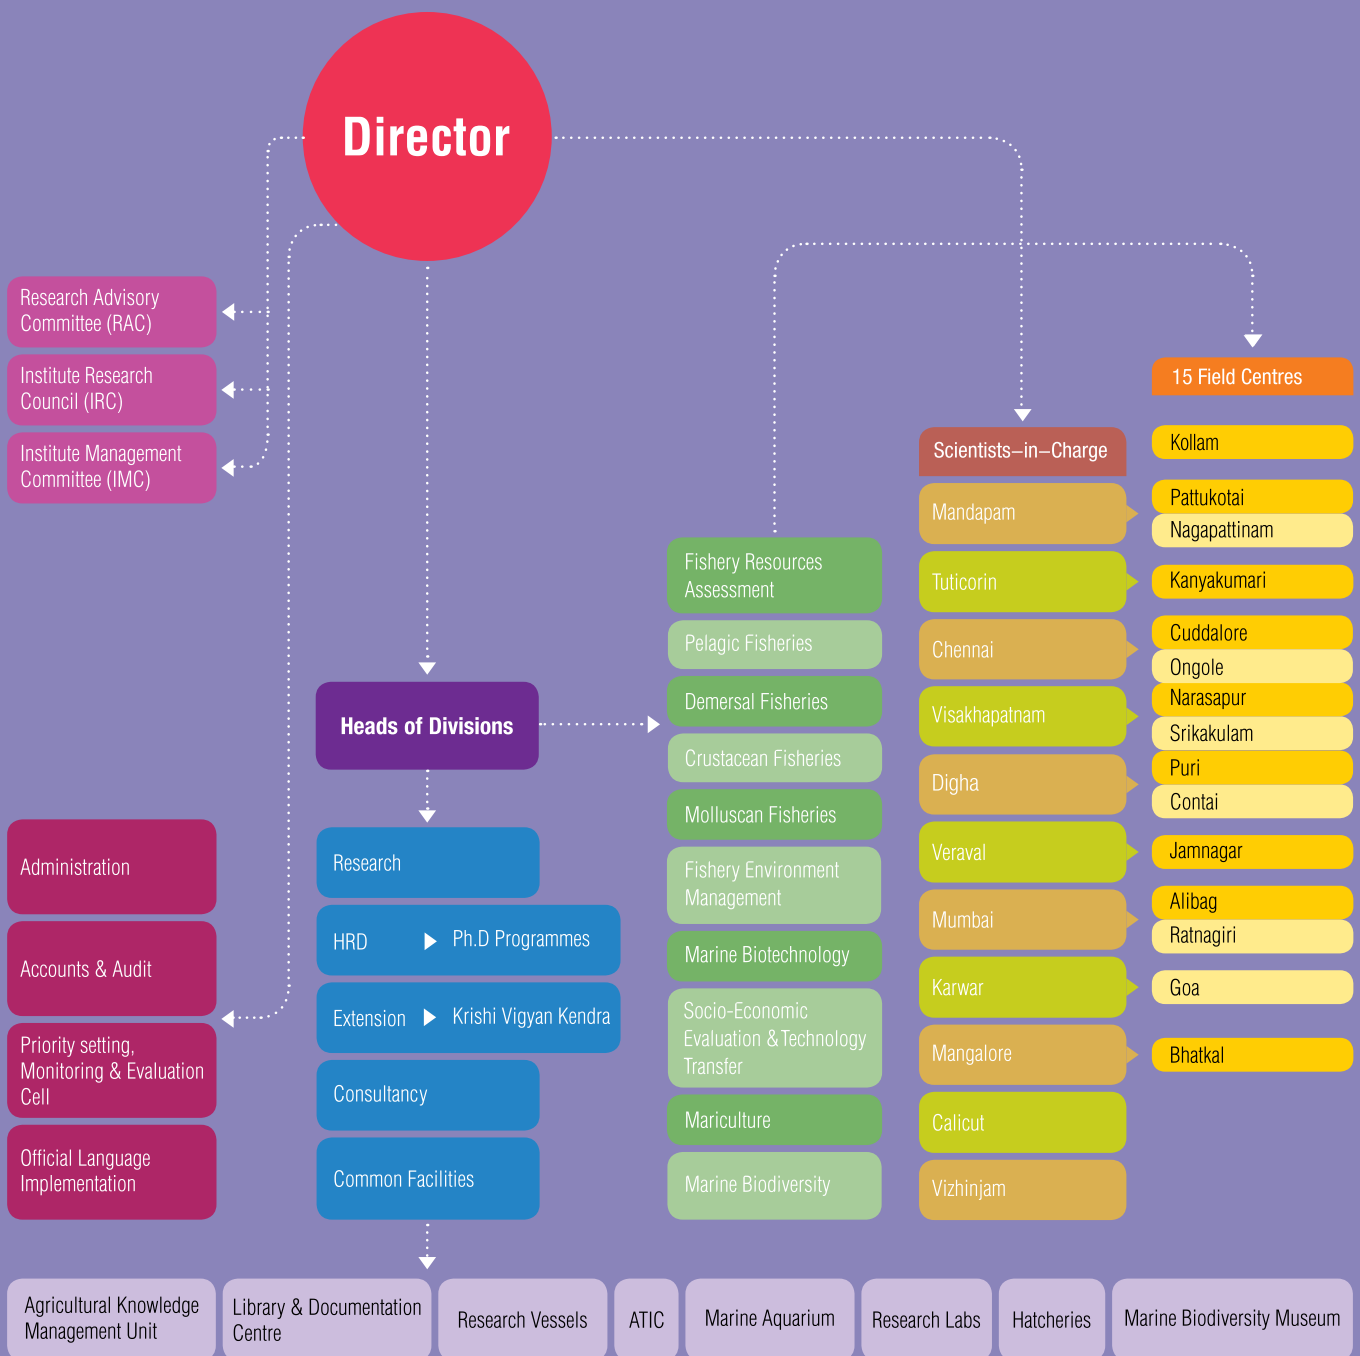 Director
Research Advisory
Committee (RAC)
Institute Research
Council (IRC)
Institute Management
Committee (IMC)
Administration
Accounts & Audit
Priority setting,
Monitoring & Evaluation
Cell
Official Language
Implementation
Heads of Divisions
Research
HRD
Ph.D Programmes
Extension
Krishi Vigyan Kendra
Consultancy
Common Facilities
Fishery Resources
Assessment
Pelagic Fisheries
Demersal Fisheries
Crustacean Fisheries
Molluscan Fisheries
Fishery Environment
Management
Marine Biotechnology
Socio-Economic
Evaluation & Technology
Transfer
Mariculture
Marine Biodiversity
Scientists–in–Charge
Mandapam
Tuticorin
Chennai
Visakhapatnam
Digha
Veraval
Mumbai
Karwar
Mangalore
Calicut
Vizhinjam
15 Field Centres
Kollam
Pattukotai
Nagapattinam
Kanyakumari
Cuddalore
Ongole
Narasapur
Srikakulam
Puri
Contai
Jamnagar
Alibag
Ratnagiri
Goa
Bhatkal
Agricultural Knowledge
Management Unit
Library & Documentation
Centre
Research Vessels
ATIC
Marine Aquarium
Research Labs
Hatcheries
Marine Biodiversity Museum